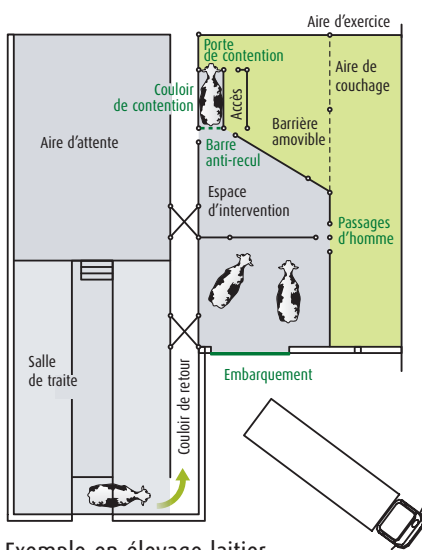 Aire d'exercice
Porte
de contention
Aire de
couchage
Couloir
de contention
Accès
Barrière
amovible
Aire d'attente
Barre
anti-recul
Espace
d'intervention
Passages
d'homme
Salle
de traite
Couloir de retour
Embarquement
Exemple en élevage laitier